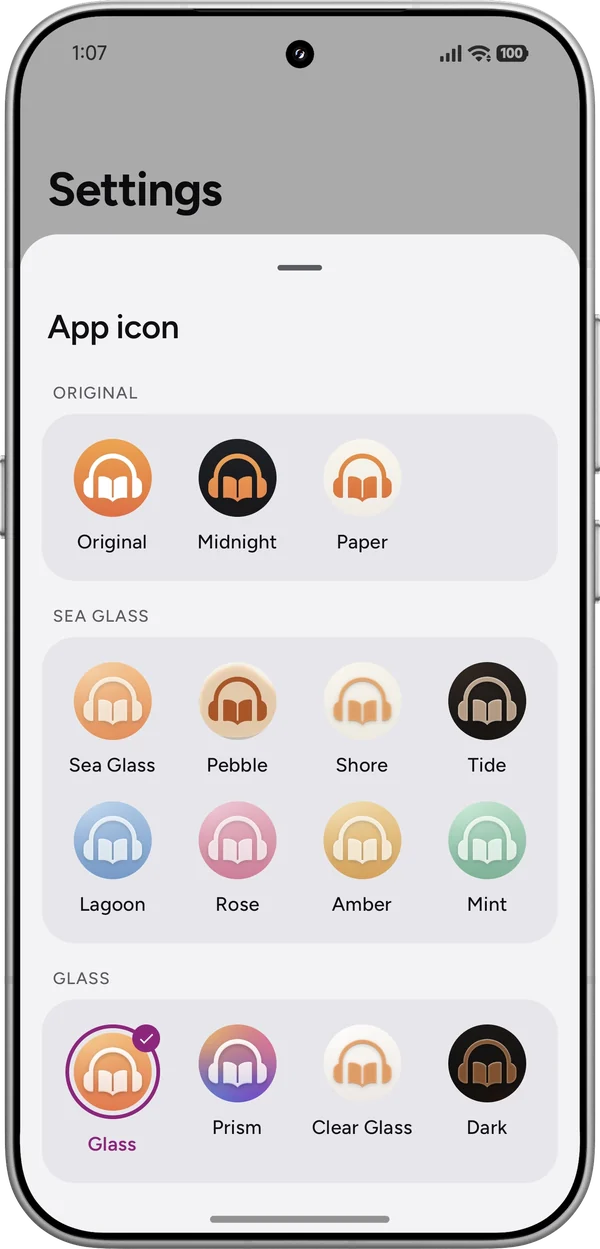 1:07 100
Settings
App icon
ORIGINAL
Original Midnight Paper
SEA GLASS
Sea Glass Pebble Shore Tide
Lagoon Rose Amber Mint
GLASS
Glass Prism Clear Glass Dark